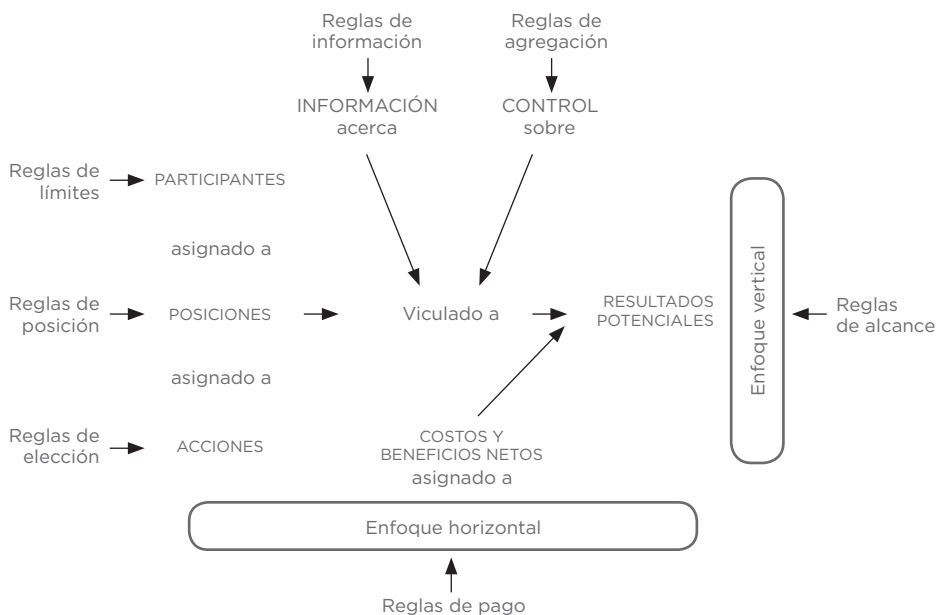 Reglas de
información
Reglas de
agregación
INFORMACIÓN
acerca
CONTROL
sobre
Reglas de
límites
PARTICIPANTES
asignado a
Reglas de
posición
POSICIONES
Viculado a
RESULTADOS
POTENCIALES
Enfoque vertical
Reglas
de alcance
asignado a
Reglas de
elección
ACCIONES
COSTOS Y
BENEFICIOS NETOS
asignado a
Enfoque horizontal
Reglas de pago